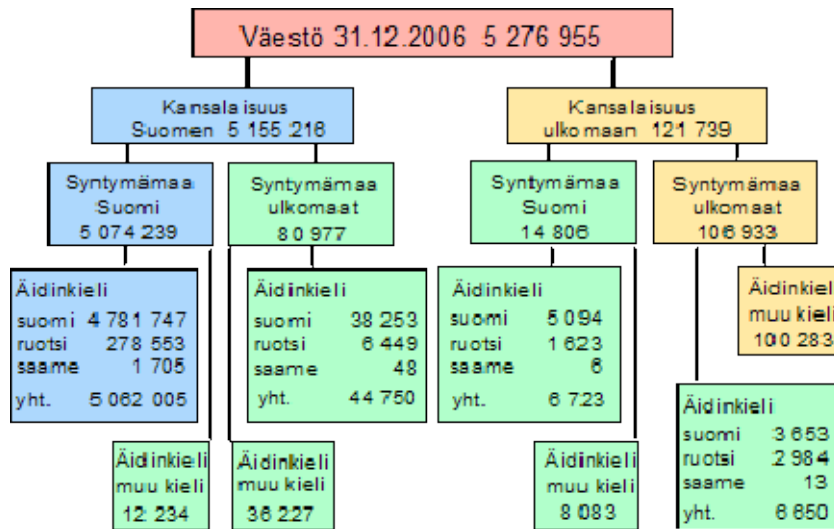 Väestö 31.12.2006 5 276 955
Kansalaisuus
Suomen 5 155 216
Kansalaisuus
ulkomaan 121 739
Syntymämaa
Suomi
5 074 239
Syntymämaa
ulkomaat
80 977
Syntymämaa
Suomi
14 806
Syntymämaa
ulkomaat
106 933
Äidinkieli
suomi 4 781 747
ruotsi 278 553
saame 1 705
yht. 5 062 005
Äidinkieli
suomi 38 253
ruotsi 6 449
saame 48
yht. 44 750
Äidinkieli
suomi 5 094
ruotsi 1 623
saame 6
yht. 6 723
Äidinkieli
muu kieli
100 283
Äidinkieli
muu kieli
12 234
Äidinkieli
muu kieli
36 227
Äidinkieli
muu kieli
8 083
Äidinkieli
suomi 3 653
ruotsi 2 984
saame 13
yht. 6 650